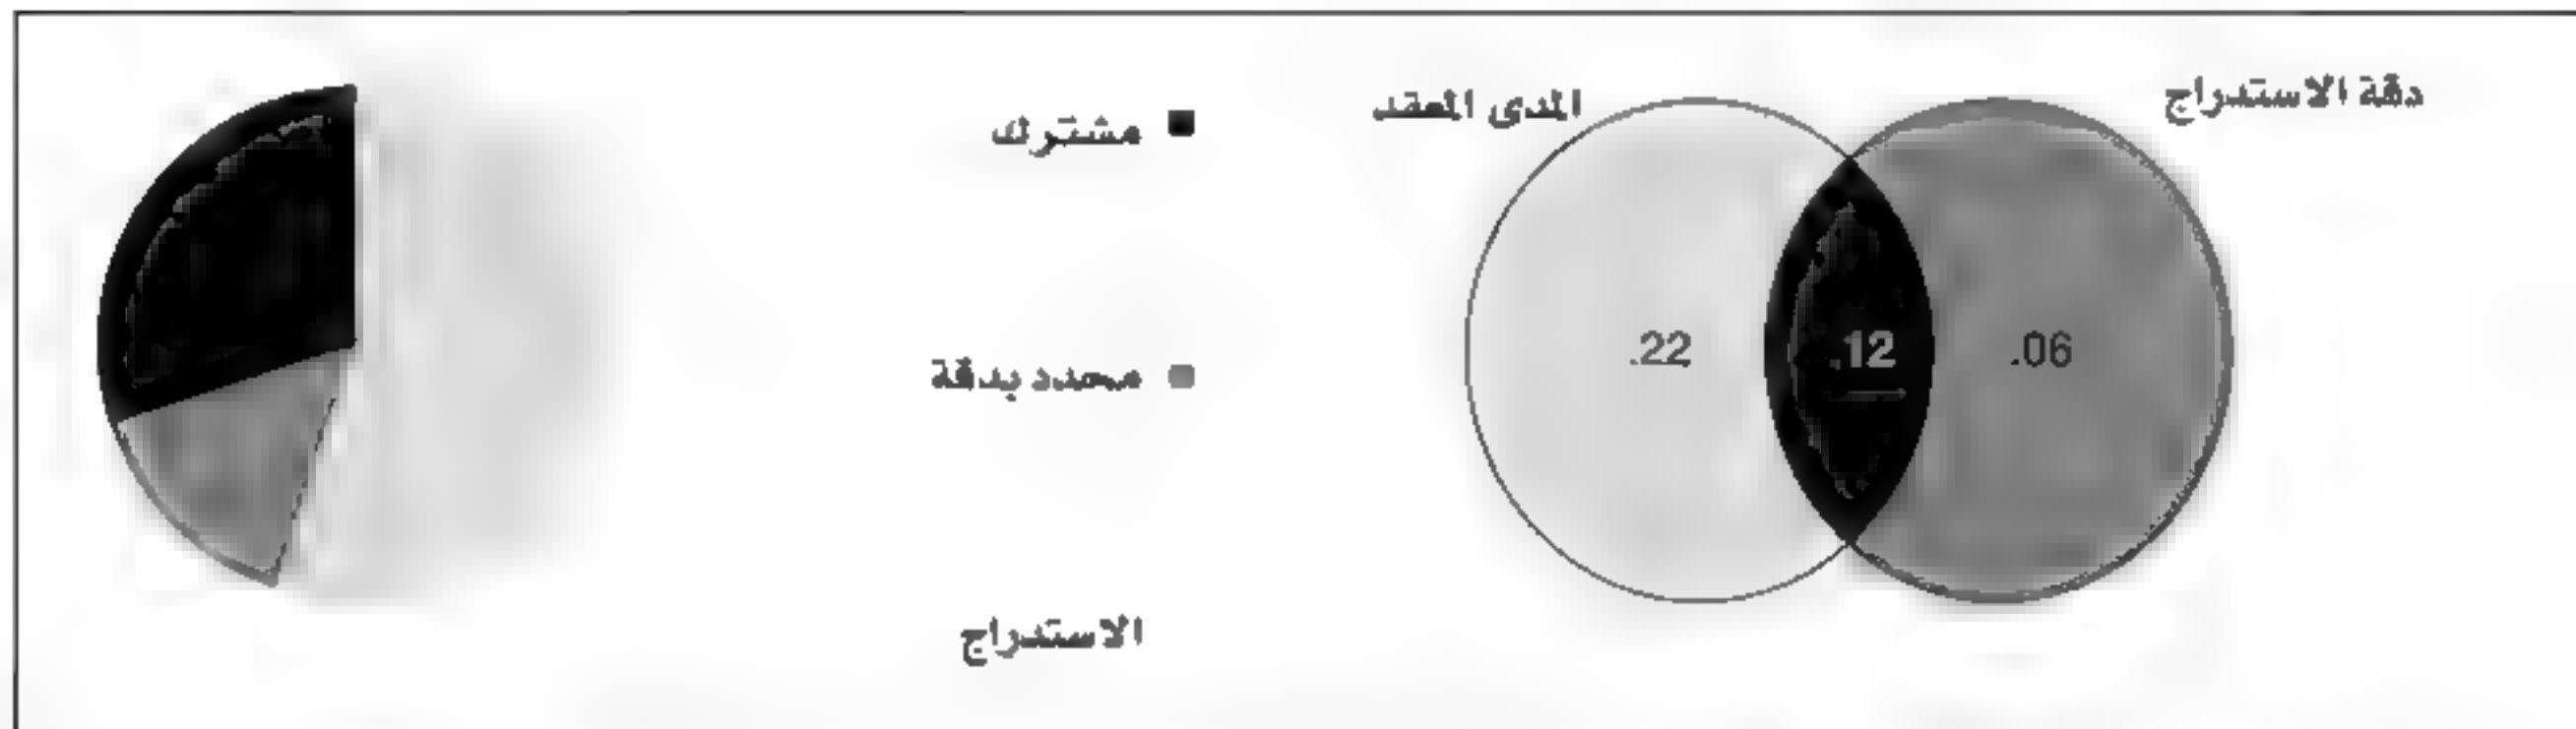 دقة الاستدراج
المدى المعقد
مشترك
.22
.12
.06
محدد بدقة
الاستدراج